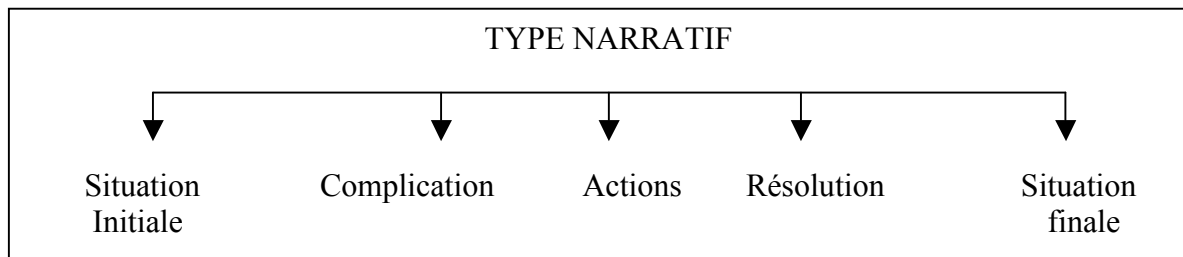 TYPE NARRATIF
Situation Initiale
Complication
Actions
Résolution
Situation finale